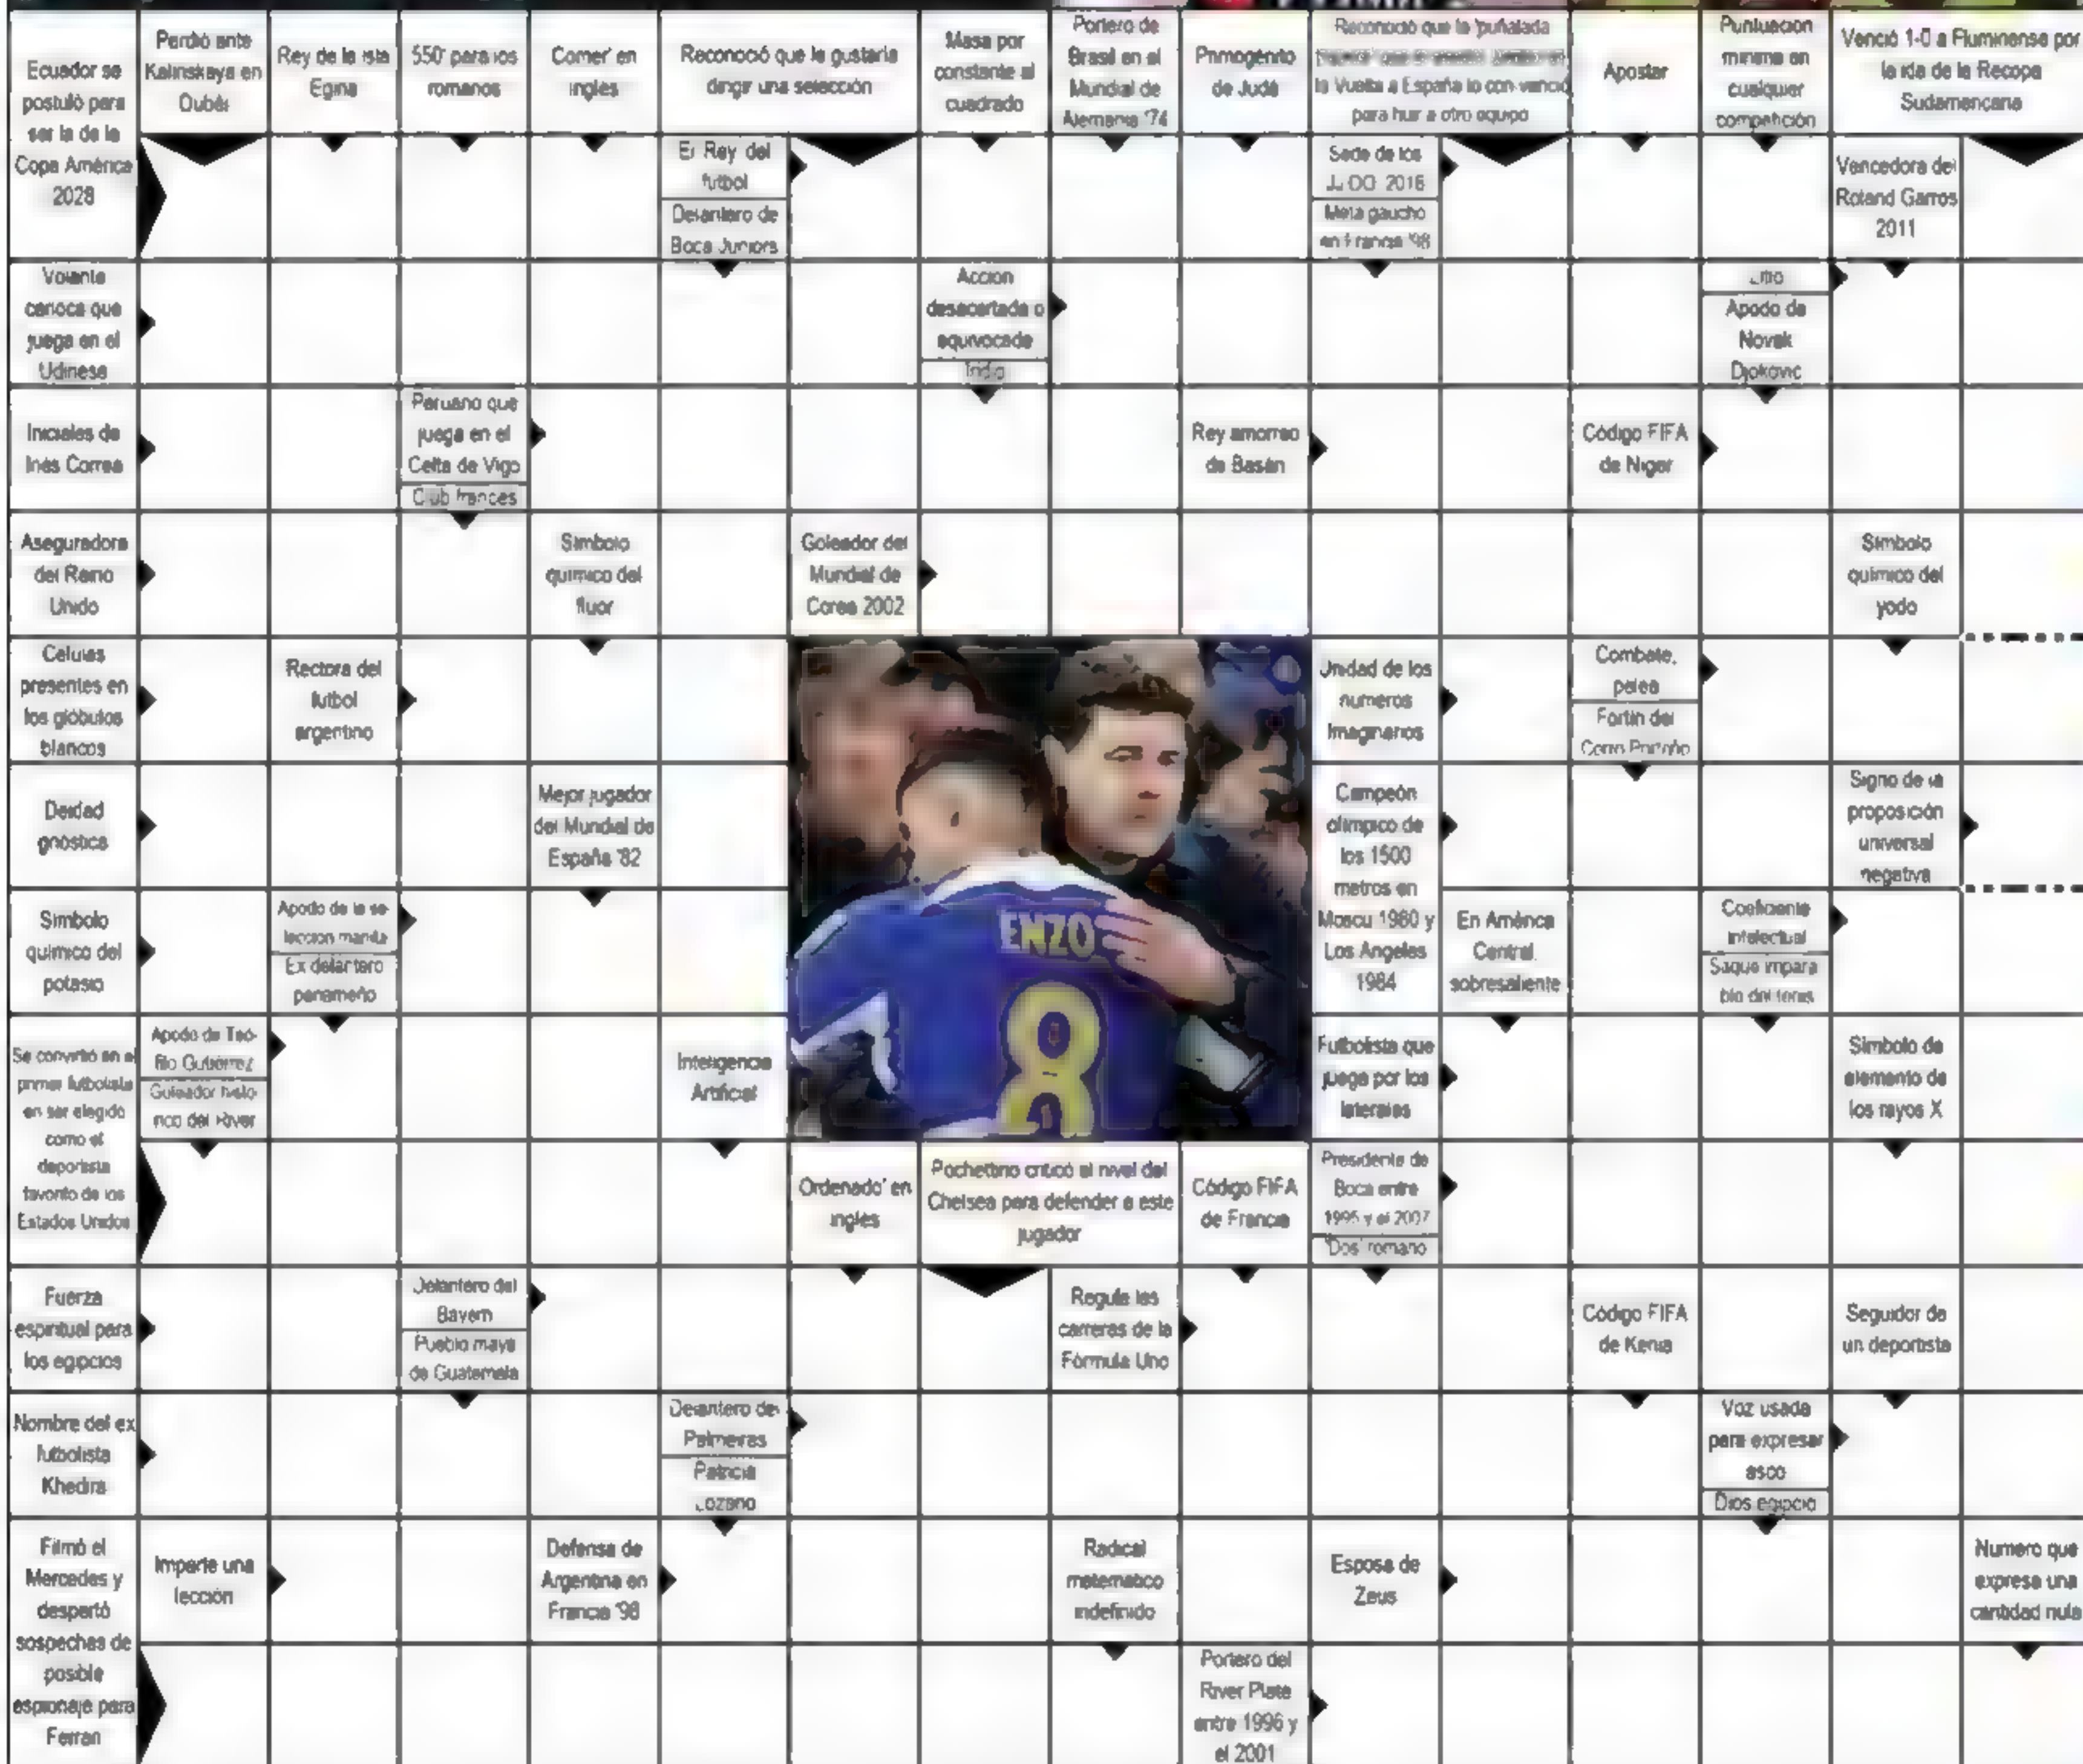 Ecuador se
postuló para
ser la de la
Copa América
2028
Perdió ante
Kalinskaya en
Dubái
Rey de la isla
Egina
550' para los
romanos
Comer' en
inglés
Reconoció que le gustaría
dirigir una selección
Masa por
constante al
cuadrado
Portero de
Brasil en el
Mundial de
Alemania '74
Primogénito
de Judá
Reconoció que la 'puñalada
la Vuelta a España lo convenció
para huir a otro equipo
Apostar
Puntuación
mínima en
cualquier
competición
Venció 1-0 a Fluminense por
la ida de la Recopa
Sudamericana
El Rey del
fútbol
Delantero de
Boca Juniors
Sede de los
JJ.OO. 2016
Meta gaucho
en Francia '98
Vencedora del
Roland Garros
2011
Volante
carioca que
juega en el
Udinese
Acción
desacertada o
equivocada
Iridio
Litio
Apodo de
Novak
Djokovic
Iniciales de
Inés Correa
Peruano que
juega en el
Celta de Vigo
Club francés
Rey amorreo
de Basán
Código FIFA
de Níger
Aseguradora
del Reino
Unido
Símbolo
químico del
flúor
Goleador del
Mundial de
Corea 2002
Símbolo
químico del
yodo
Células
presentes en
los glóbulos
blancos
Rectora del
fútbol
argentino
Unidad de los
números
Imaginarios
Combate,
pelea
Fortín del
Cerro Porteño
Deidad
gnóstica
Mejor jugador
del Mundial de
España '82
Campeón
olímpico de
los 1500
metros en
Moscú 1980 y
Los Angeles
1984
Signo de la
proposición
universal
negativa
Símbolo
químico del
potasio
Apodo de la se-
lección
Ex delantero
panameño
ENZO
8
En América
Central,
sobresaliente
Coeficiente
intelectual
Saque impara-
ble del tenis
Se convirtió en el
primer futbolista
en ser elegido
como el
deportista
favorito de los
Estados Unidos
Apodo de Teó-
filo Gutiérrez
Goleador histó-
rico del River
Inteligencia
Artificial
Futbolista que
juega por los
laterales
Símbolo de
elemento de
los rayos X
Ordenado' en
inglés
Pochettino criticó el nivel del
Chelsea para defender a este
jugador
Código FIFA
de Francia
Presidente de
Boca entre
1995 y el 2007
'Dos' romano
Fuerza
espiritual para
los egipcios
Delantero del
Bayern
Pueblo maya
de Guatemala
Regula las
carreras de la
Fórmula Uno
Código FIFA
de Kenia
Seguidor de
un deportista
Nombre del ex
futbolista
Khedira
Delantero del
Palmeiras
Patricia
Lozano
Voz usada
para expresar
asco
Dios egipcio
Filmó el
Mercedes y
despertó
sospechas de
posible
espionaje para
Ferrari
Imparte una
lección
Defensa de
Argentina en
Francia '98
Radical
matemático
indefinido
Esposa de
Zeus
Número que
expresa una
cantidad nula
Portero del
River Plate
entre 1996 y
el 2001